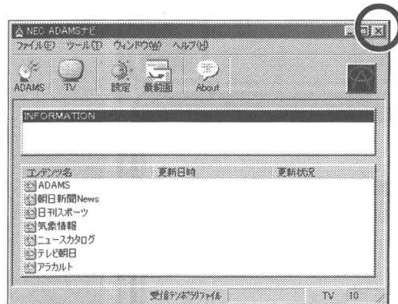 NEC ADAMSナビ
ファイル(F) ツール(T) ウィンドウ(W) ヘルプ(H)
ADAMS TV 設定 最前面 About
INFORMATION
コンテンツ名 更新日時 更新状況
ADAMS
朝日新聞News
日刊スポーツ
気象情報
ニュースカタログ
テレビ朝日
アラカルト
受信テンポラリファイル TV 10